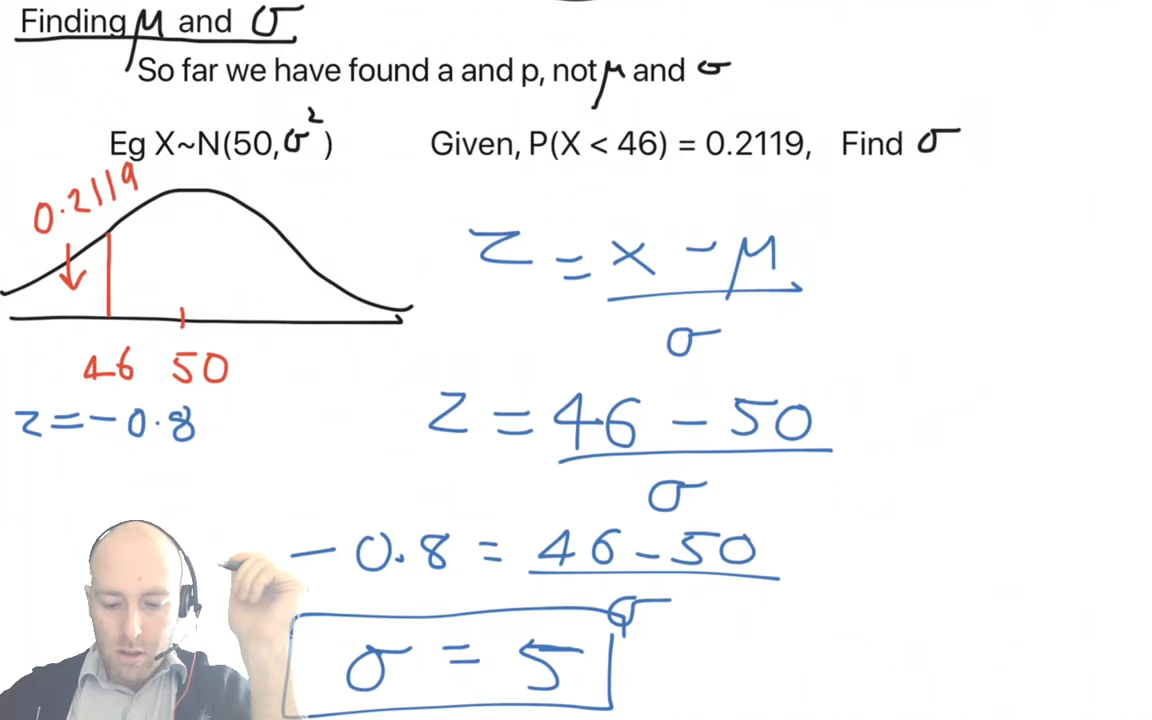 Finding μ and σ
So far we have found a and p, not μ and σ
Eg X~N(50,σ²) Given, P(X < 46) = 0.2119, Find σ
0.2119
46 50
z = -0.8
z = x - μ
σ
z = 46 - 50
σ
-0.8 = 46 - 50
σ
σ = 5